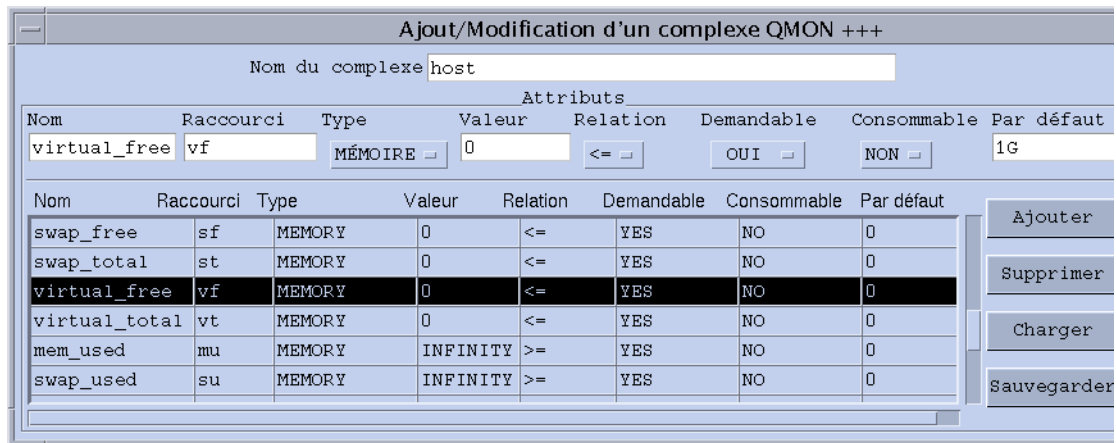 Ajout/Modification d'un complexe QMON +++
Nom du complexe host
Attributs
Nom Raccourci Type Valeur Relation Demandable Consommable Par défaut
virtual_free vf MÉMOIRE 0 <= OUI NON 1G
Nom Raccourci Type Valeur Relation Demandable Consommable Par défaut
swap_free sf MEMORY 0 <= YES NO 0
swap_total st MEMORY 0 <= YES NO 0
virtual_free vf MEMORY 0 <= YES NO 0
virtual_total vt MEMORY 0 <= YES NO 0
mem_used mu MEMORY INFINITY >= YES NO 0
swap_used su MEMORY INFINITY >= YES NO 0
Ajouter
Supprimer
Charger
Sauvegarder